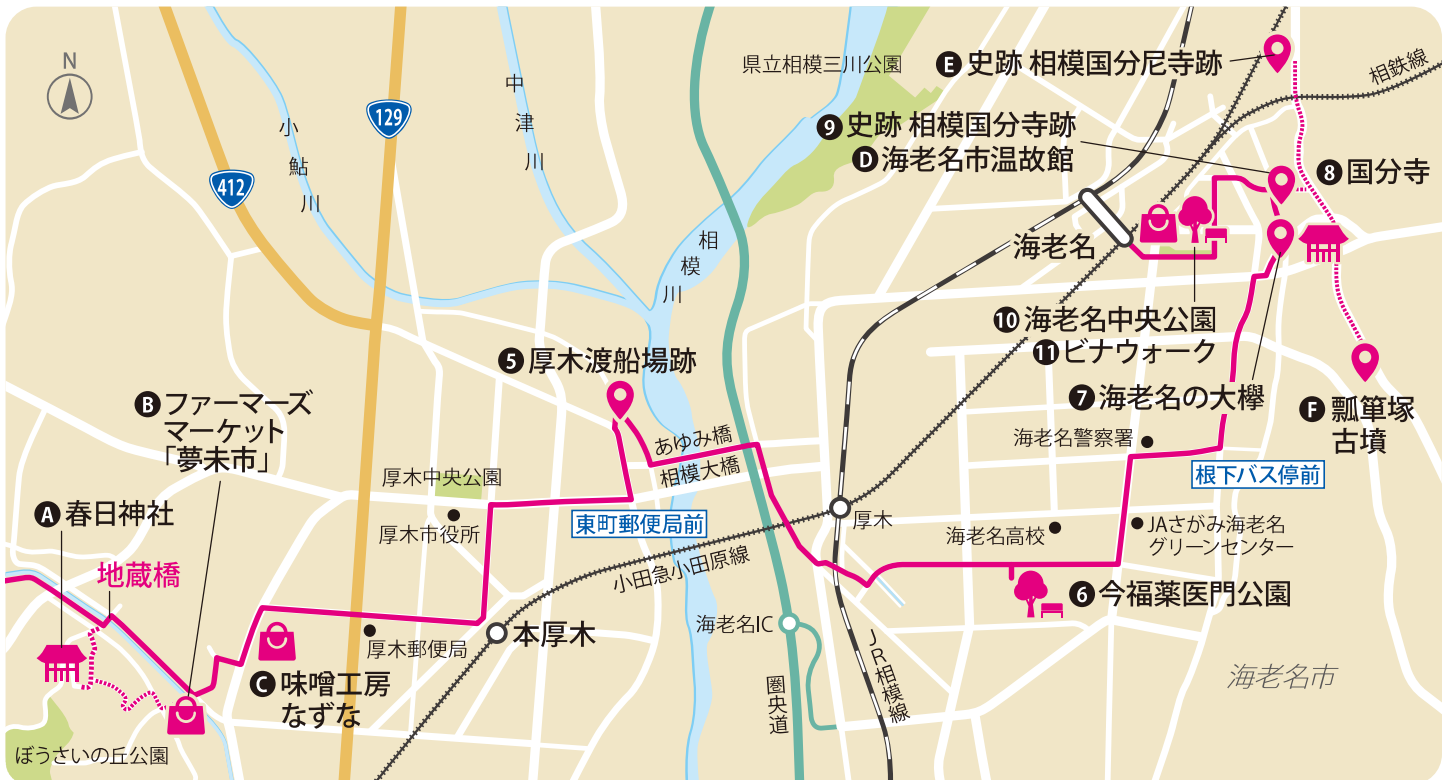 N
県立相模三川公園
E 史跡 相模国分尼寺跡
相鉄線
129
中津川
小鮎川
9 史跡 相模国分寺跡
D 海老名市温故館
8 国分寺
412
相模川
海老名
10 海老名中央公園
11 ビナウォーク
5 厚木渡船場跡
B ファーマーズ
マーケット
「夢未市」
7 海老名の大欅
F 瓢箪塚
古墳
あゆみ橋
相模大橋
海老名警察署
根下バス停前
厚木中央公園
A 春日神社
東町郵便局前
厚木
厚木市役所
海老名高校
JAさがみ海老名
グリーンセンター
小田急小田原線
地蔵橋
6 今福薬医門公園
海老名IC
本厚木
厚木郵便局
C 味噌工房
なずな
JR相模線
圏央道
海老名市
ぼうさいの丘公園